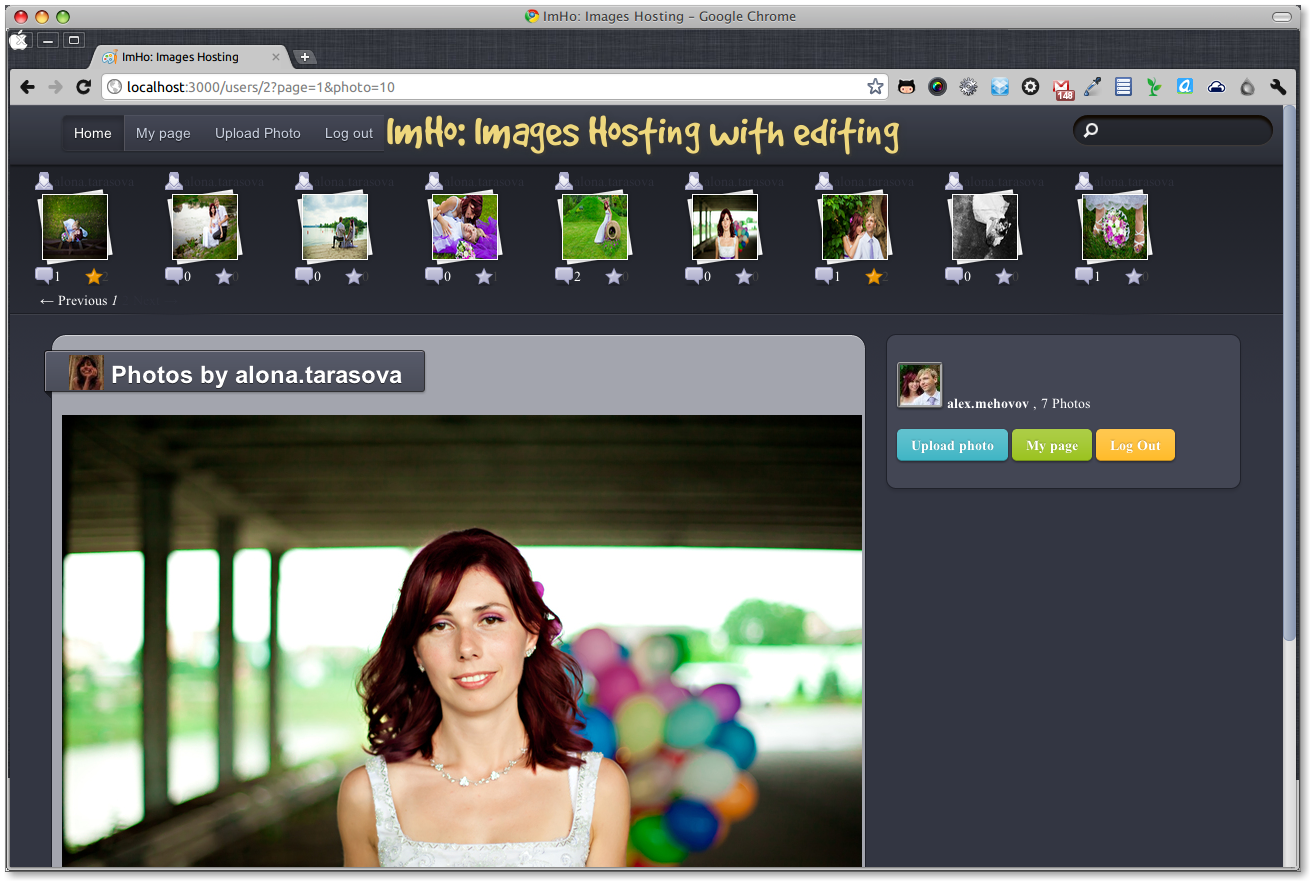 ImHo: Images Hosting - Google Chrome
ImHo: Images Hosting
localhost:3000/users/2?page=1&photo=10
148
Home My page Upload Photo Log out ImHo: Images Hosting with editing
alona.tarasova alona.tarasova alona.tarasova alona.tarasova alona.tarasova alona.tarasova alona.tarasova alona.tarasova alona.tarasova
1 2 0 0 0 0 0 1 2 0 0 0 1 2 0 0 1 0
← Previous 1
Photos by alona.tarasova
alex.mehovov , 7 Photos
Upload photo My page Log Out